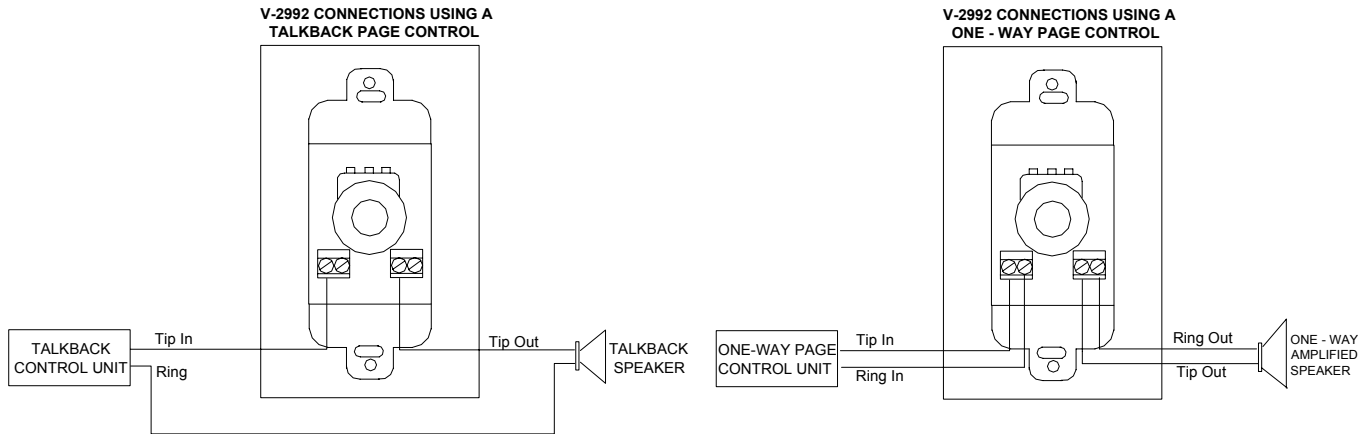 V-2992 CONNECTIONS USING A
TALKBACK PAGE CONTROL
Tip In
TALKBACK
CONTROL UNIT
Ring
Tip Out
TALKBACK
SPEAKER
V-2992 CONNECTIONS USING A
ONE - WAY PAGE CONTROL
Tip In
ONE-WAY PAGE
CONTROL UNIT
Ring In
Ring Out
Tip Out
ONE - WAY
AMPLIFIED
SPEAKER